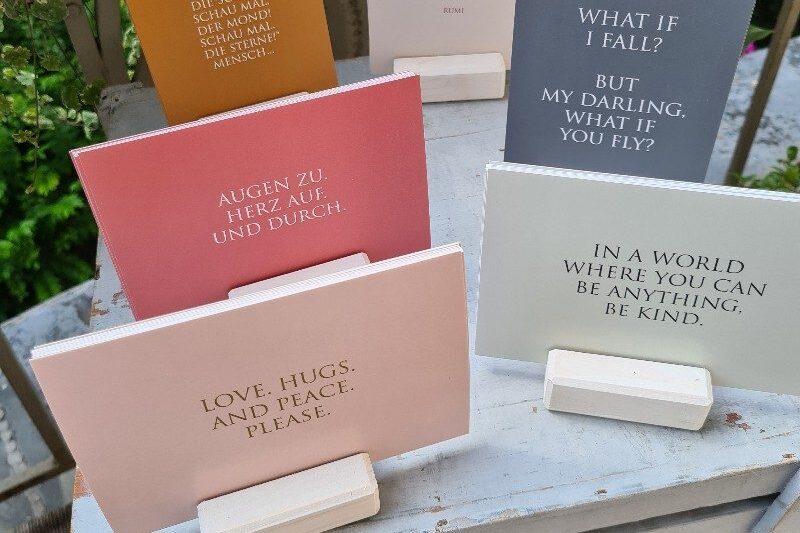 SCHAU MAL,
DER MOND!
SCHAU MAL,
DIE STERNE!"
MENSCH...
RUMI
WHAT IF
I FALL?
BUT
MY DARLING,
WHAT IF
YOU FLY?
AUGEN ZU.
HERZ AUF.
UND DURCH.
IN A WORLD
WHERE YOU CAN
BE ANYTHING,
BE KIND.
LOVE. HUGS.
AND PEACE.
PLEASE.